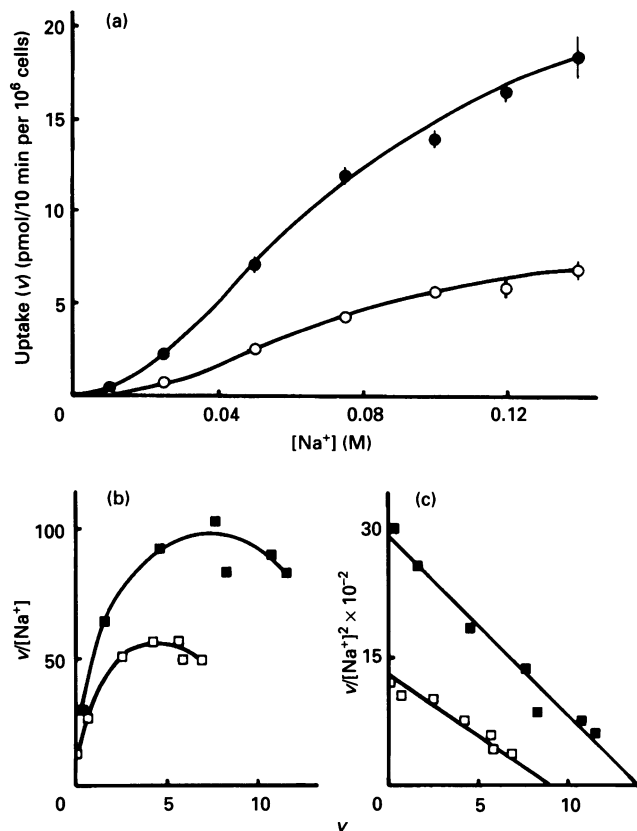 (a)
Uptake (v) (pmol/10 min per 10⁶ cells)
20
15
10
5
0
0.04
0.08
0.12
[Na⁺] (M)
(b)
v/[Na⁺]
100
50
0
0
5
10
(c)
v/[Na⁺]² × 10⁻²
30
15
0
5
10
v